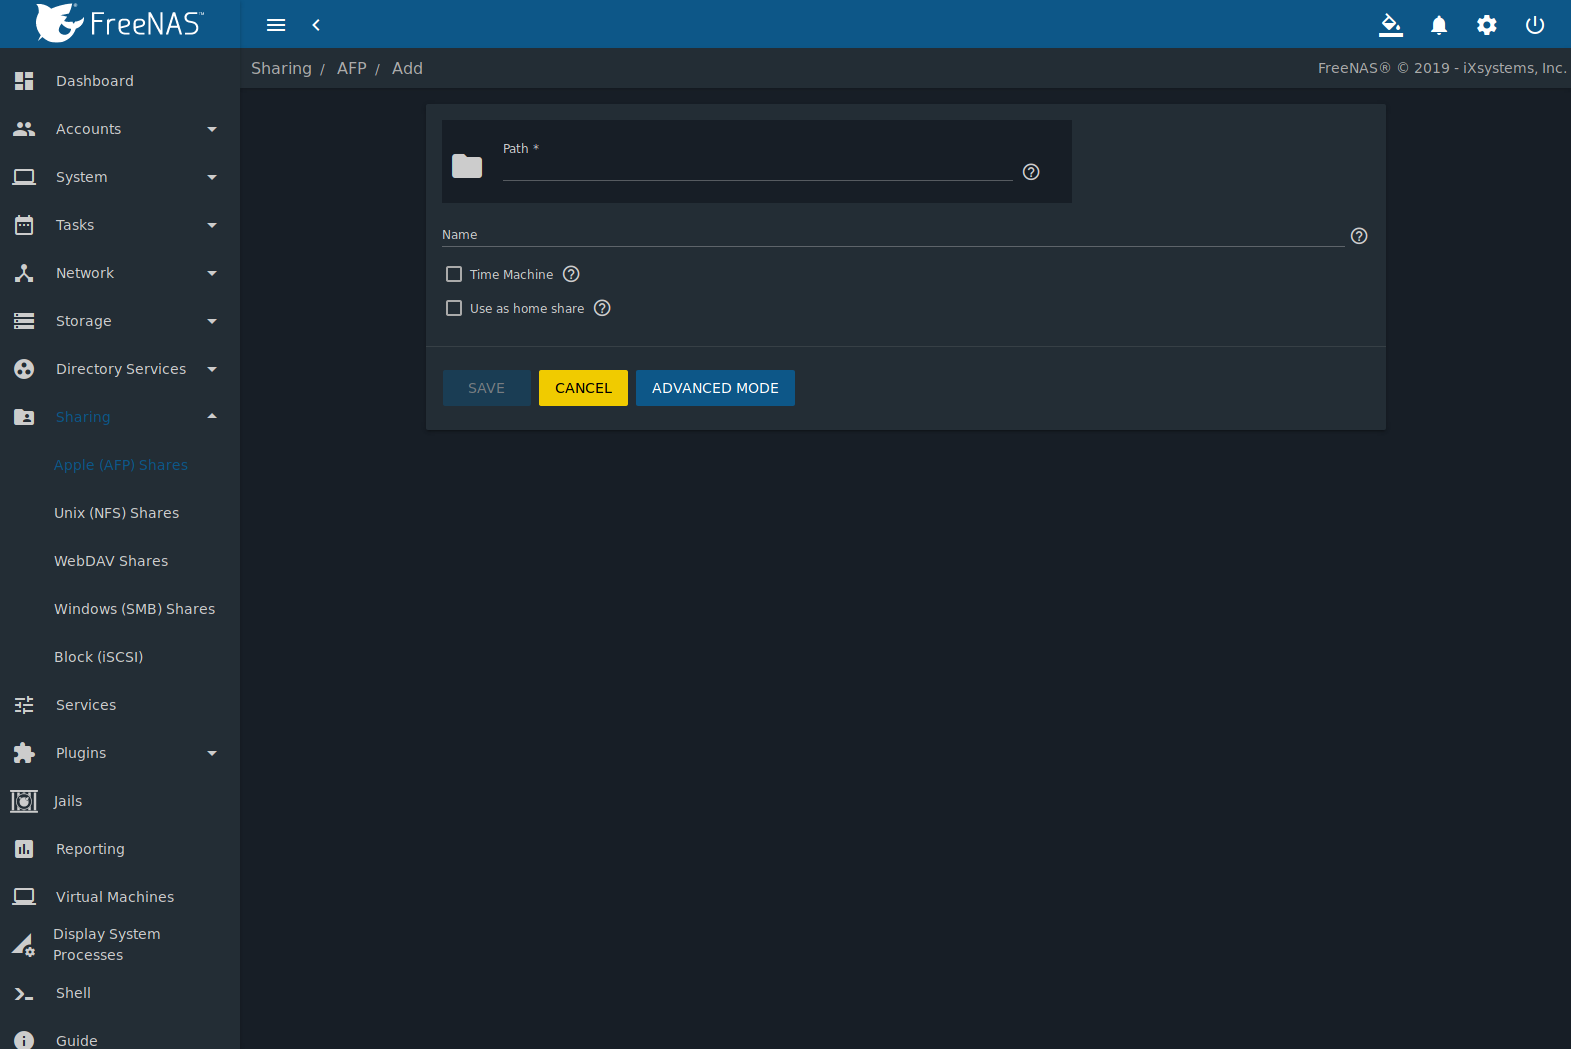 FreeNAS™
Sharing / AFP / Add
FreeNAS® © 2019 - iXsystems, Inc.
Dashboard
Accounts
System
Tasks
Network
Storage
Directory Services
Sharing
Apple (AFP) Shares
Unix (NFS) Shares
WebDAV Shares
Windows (SMB) Shares
Block (iSCSI)
Services
Plugins
Jails
Reporting
Virtual Machines
Display System
Processes
Shell
Guide
Path *
Name
Time Machine
Use as home share
SAVE CANCEL ADVANCED MODE